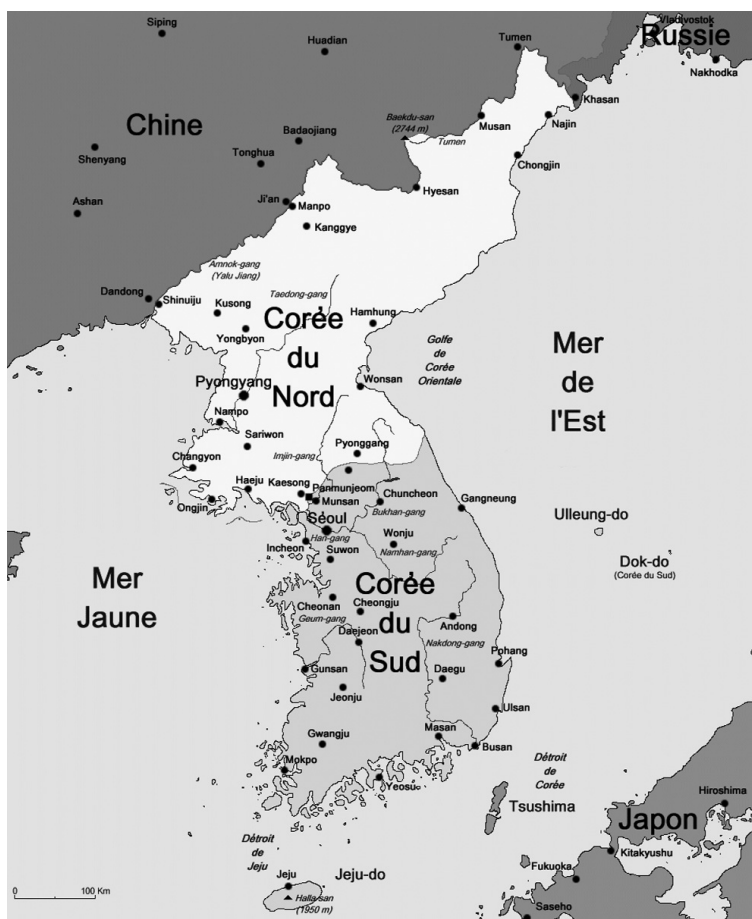 Siping
Huadian
Tumen
Vladivostok
Russie
Nakhodka
Khasan
Chine
Baekdu-san
(2744 m)
Musan
Najin
Badaojiang
Tumen
Shenyang
Tonghua
Chongjin
Hyesan
Ji'an
Manpo
Ashan
Kanggye
Amnok-gang
(Yalu Jiang)
Taedong-gang
Dandong
Shinuiju
Kusong
Hamhung
Yongbyon
Corée
du
Nord
Golfe
de
Corée
Orientale
Mer
de
l'Est
Pyongyang
Wonsan
Nampo
Sariwon
Pyonggang
Imjin-gang
Changyon
Haeju
Kaesong
Panmunjeom
Ongjin
Munsan
Chuncheon
Gangneung
Bukhan-gang
Séoul
Ulleung-do
Han-gang
Wonju
Incheon
Suwon
Namhan-gang
Dok-do
(Corée du Sud)
Mer
Jaune
Corée
du
Sud
Cheonan
Cheongju
Geum-gang
Andong
Daejeon
Nakdong-gang
Pohang
Gunsan
Daegu
Jeonju
Ulsan
Gwangju
Masan
Busan
Mokpo
Yeosu
Détroit
de
Corée
Tsushima
Hiroshima
Japon
Détroit
de
Jeju
Kitakyushu
Jeju
Jeju-do
Fukuoka
Halla-san
(1950 m)
Saseho
0 100 Km